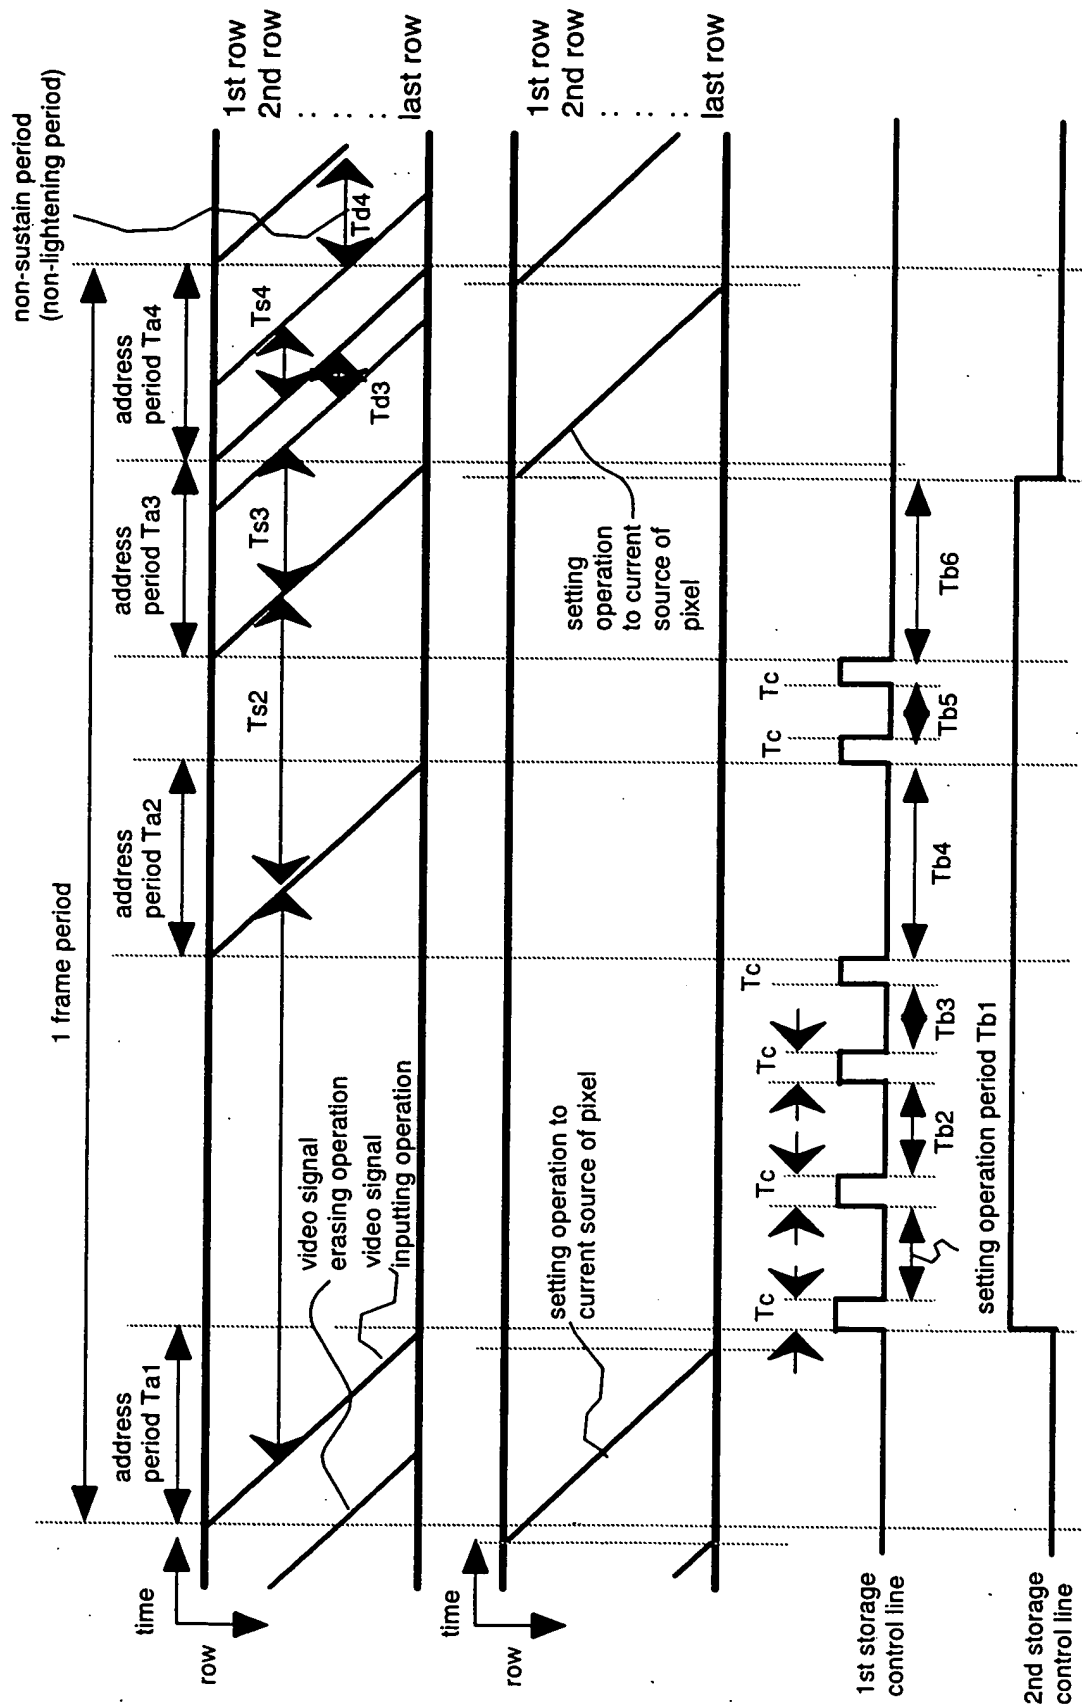 non-sustain period
(non-lightening period)
1 frame period
address
period Ta1
address
period Ta2
address
period Ta3
address
period Ta4
time
row
video signal
erasing operation
video signal
inputting operation
Ts2
Ts3
Td3
Ts4
Td4
1st row
2nd row
:
:
:
:
last row
time
row
setting operation to
current source of pixel
setting
operation
to current
source of
pixel
1st row
2nd row
:
:
:
:
last row
1st storage
control line
Tc
Tc
Tc
Tc
Tc
Tc
setting operation period Tb1
Tb2
Tb3
Tb4
Tb5
Tb6
2nd storage
control line